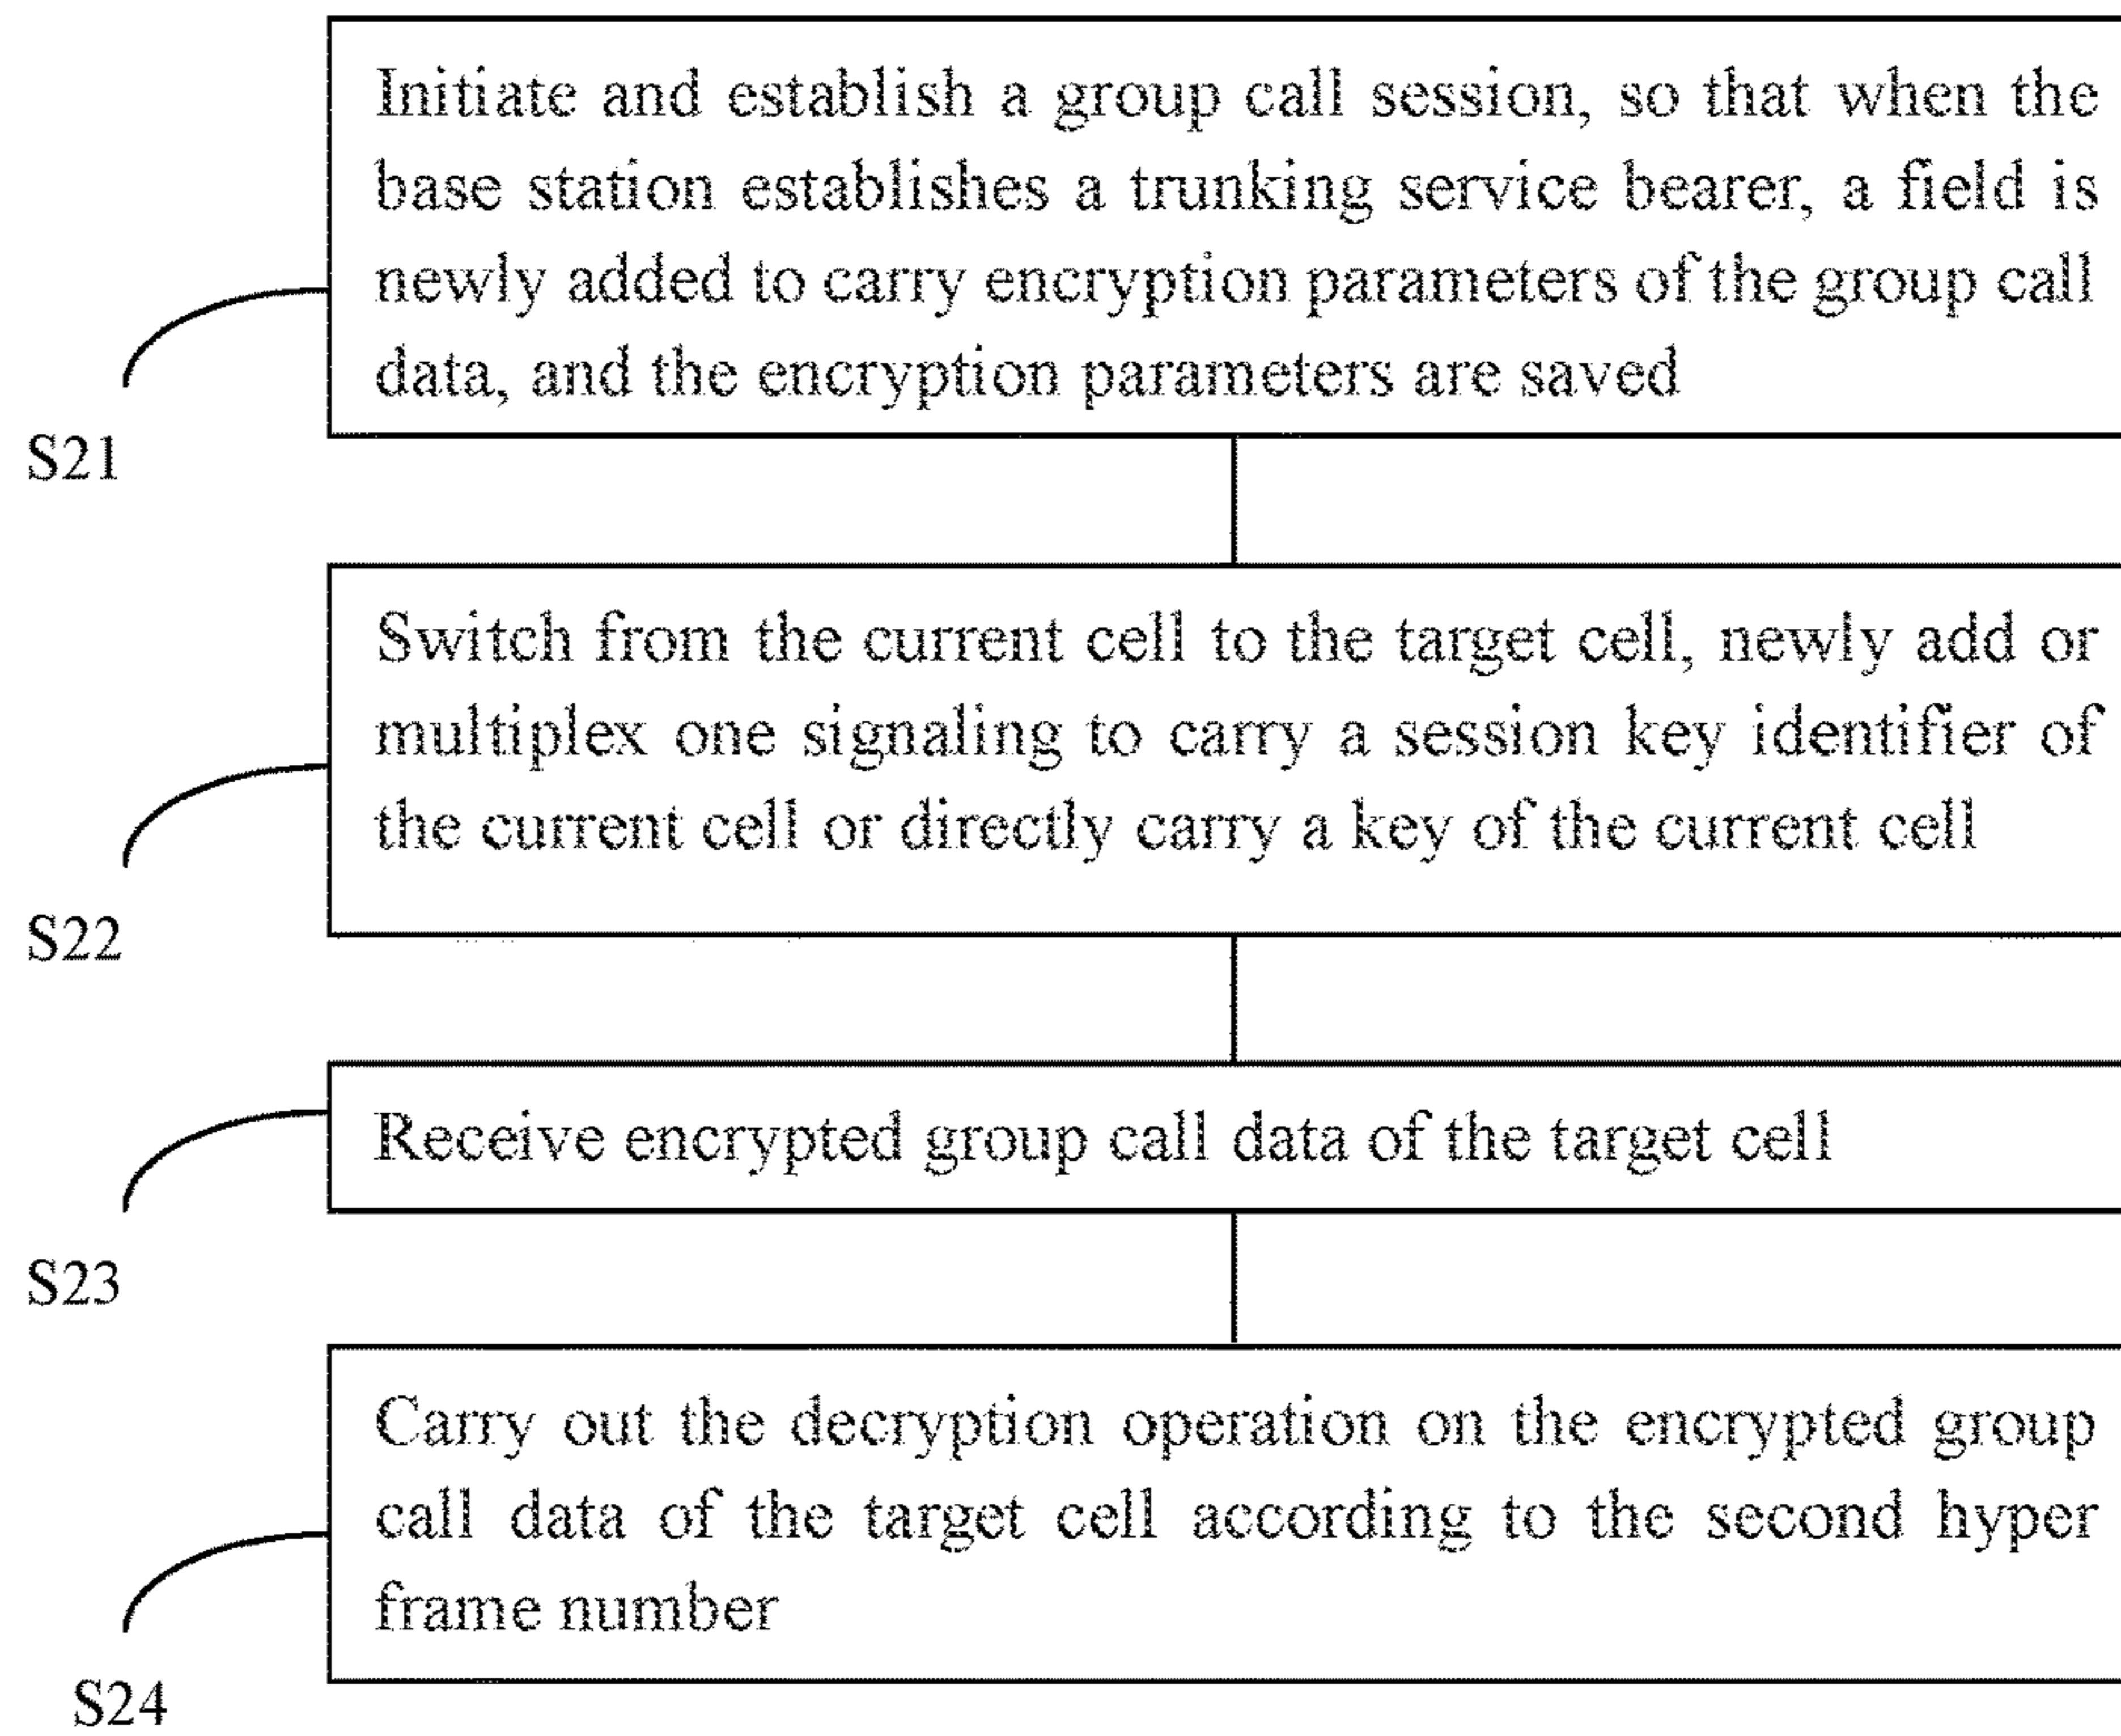 Initiate and establish a group call session, so that when the
base station establishes a trunking service bearer, a field is
newly added to carry encryption parameters of the group call
data, and the encryption parameters are saved
S21
Switch from the current cell to the target cell, newly add or
multiplex one signaling to carry a session key identifier of
the current cell or directly carry a key of the current cell
S22
Receive encrypted group call data of the target cell
S23
Carry out the decryption operation on the encrypted group
call data of the target cell according to the second hyper
frame number
S24